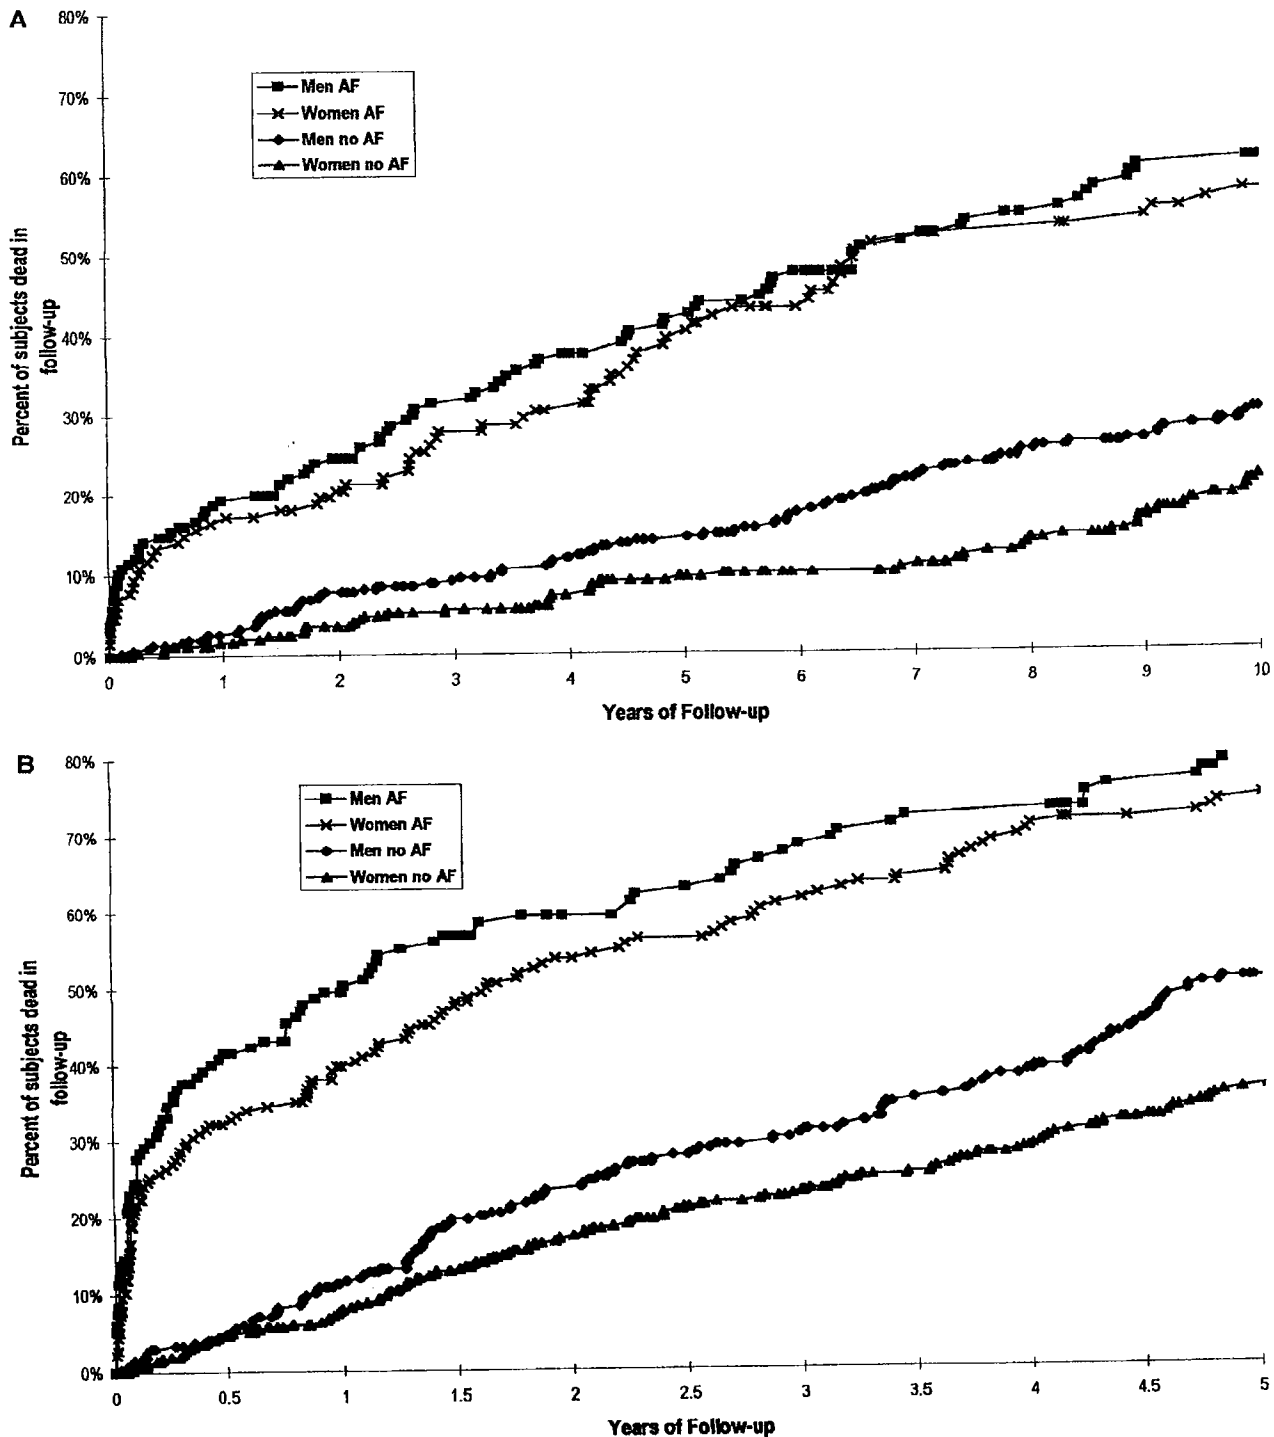 A
80%
70%
60%
50%
40%
30%
20%
10%
0%
Percent of subjects dead in
follow-up
Men AF
Women AF
Men no AF
Women no AF
0 1 2 3 4 5 6 7 8 9 10
Years of Follow-up
B
80%
70%
60%
50%
40%
30%
20%
10%
0%
Percent of subjects dead in
follow-up
Men AF
Women AF
Men no AF
Women no AF
0 0.5 1 1.5 2 2.5 3 3.5 4 4.5 5
Years of Follow-up